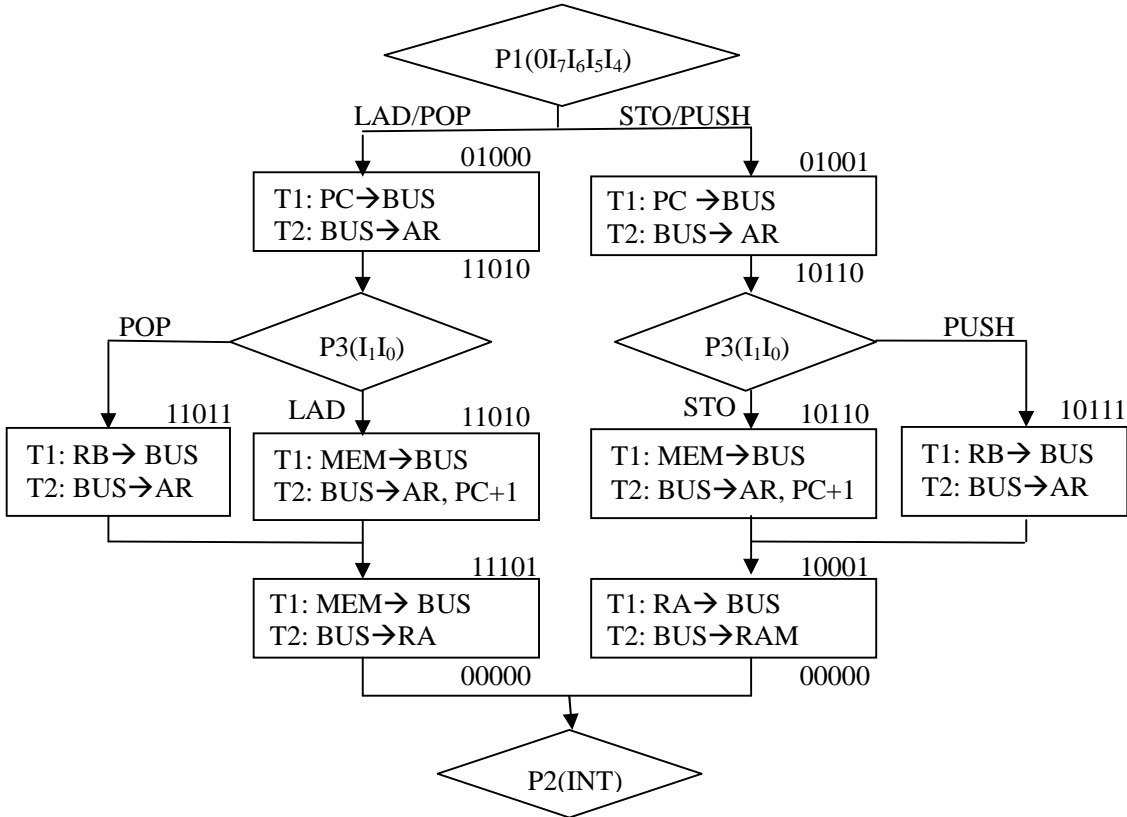 P1(0I₇I₆I₅I₄)
LAD/POP
STO/PUSH
01000
01001
T1: PC→BUS
T2: BUS→AR
T1: PC →BUS
T2: BUS→ AR
11010
10110
POP
P3(I₁I₀)
P3(I₁I₀)
PUSH
11011
LAD
11010
STO
10110
10111
T1: RB→ BUS
T2: BUS→AR
T1: MEM→BUS
T2: BUS→AR, PC+1
T1: MEM→BUS
T2: BUS→AR, PC+1
T1: RB→ BUS
T2: BUS→AR
11101
10001
T1: MEM→ BUS
T2: BUS→RA
T1: RA→ BUS
T2: BUS→RAM
00000
00000
P2(INT)